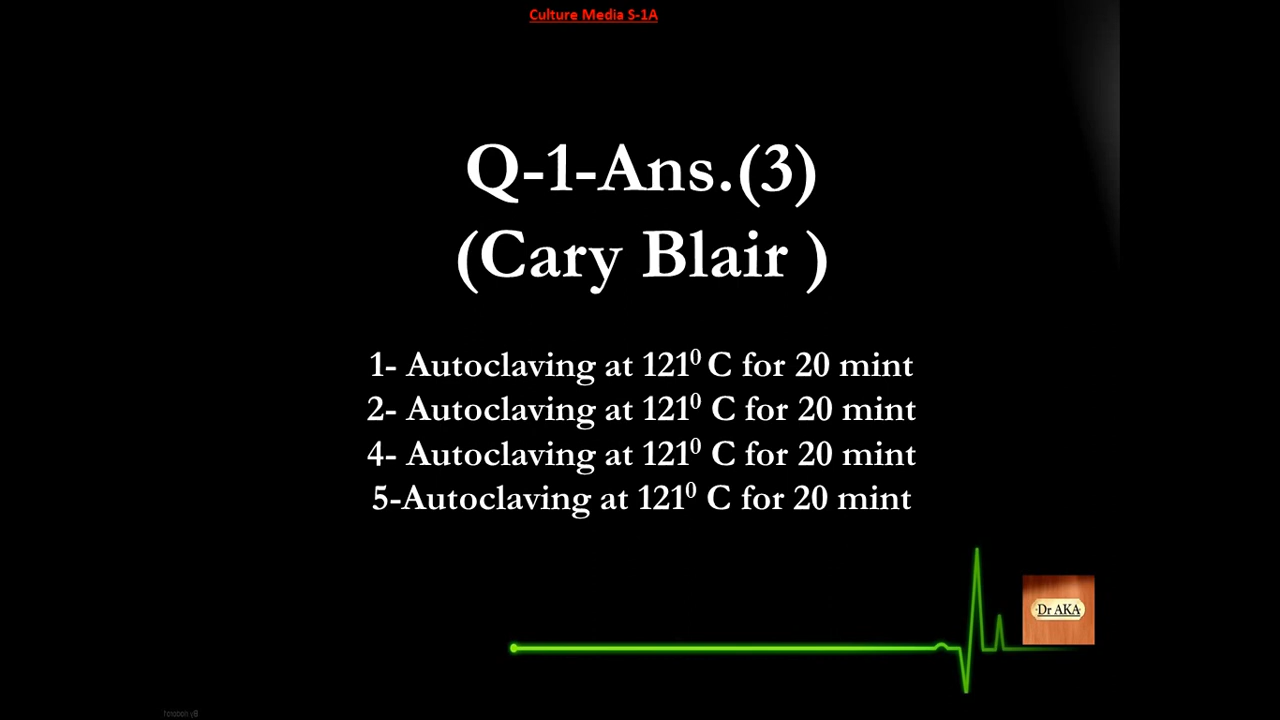 Culture Media S-1A
Q-1-Ans.(3)
(Cary Blair )
1- Autoclaving at 121⁰ C for 20 mint
2- Autoclaving at 121⁰ C for 20 mint
4- Autoclaving at 121⁰ C for 20 mint
5-Autoclaving at 121⁰ C for 20 mint
Dr AKA